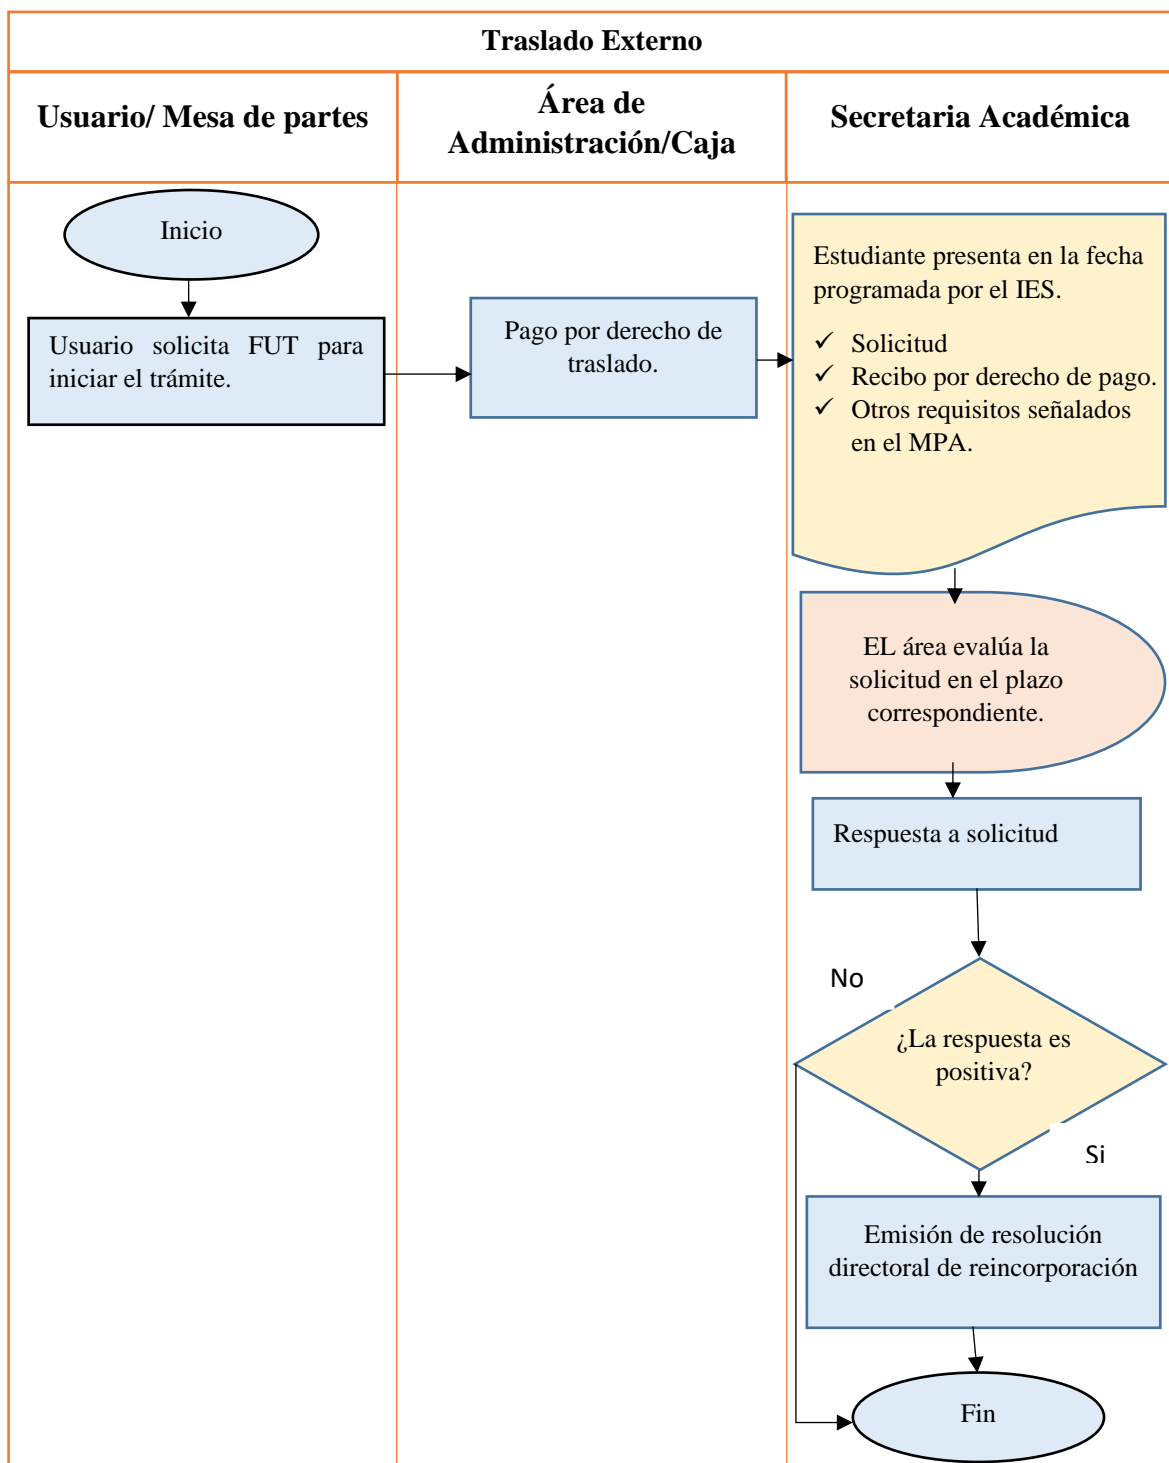 Traslado Externo
Usuario/ Mesa de partes
Área de
Administración/Caja
Secretaria Académica
Inicio
Usuario solicita FUT para
iniciar el trámite.
Pago por derecho de
traslado.
Estudiante presenta en la fecha
programada por el IES.
✓ Solicitud
✓ Recibo por derecho de pago.
✓ Otros requisitos señalados
en el MPA.
EL área evalúa la
solicitud en el plazo
correspondiente.
Respuesta a solicitud
No
¿La respuesta es
positiva?
Si
Emisión de resolución
directoral de reincorporación
Fin